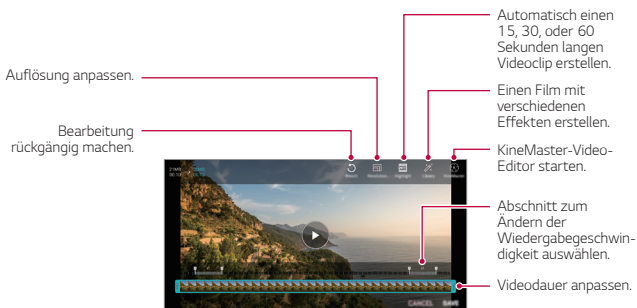 Automatisch einen
15, 30, oder 60
Sekunden langen
Videoclip erstellen.
Auflösung anpassen.
Einen Film mit
verschiedenen
Effekten erstellen.
Bearbeitung
rückgängig machen.
KineMaster-Video-
Editor starten.
Abschnitt zum
Ändern der
Wiedergabegeschwin-
digkeit auswählen.
Videodauer anpassen.
CANCEL SAVE